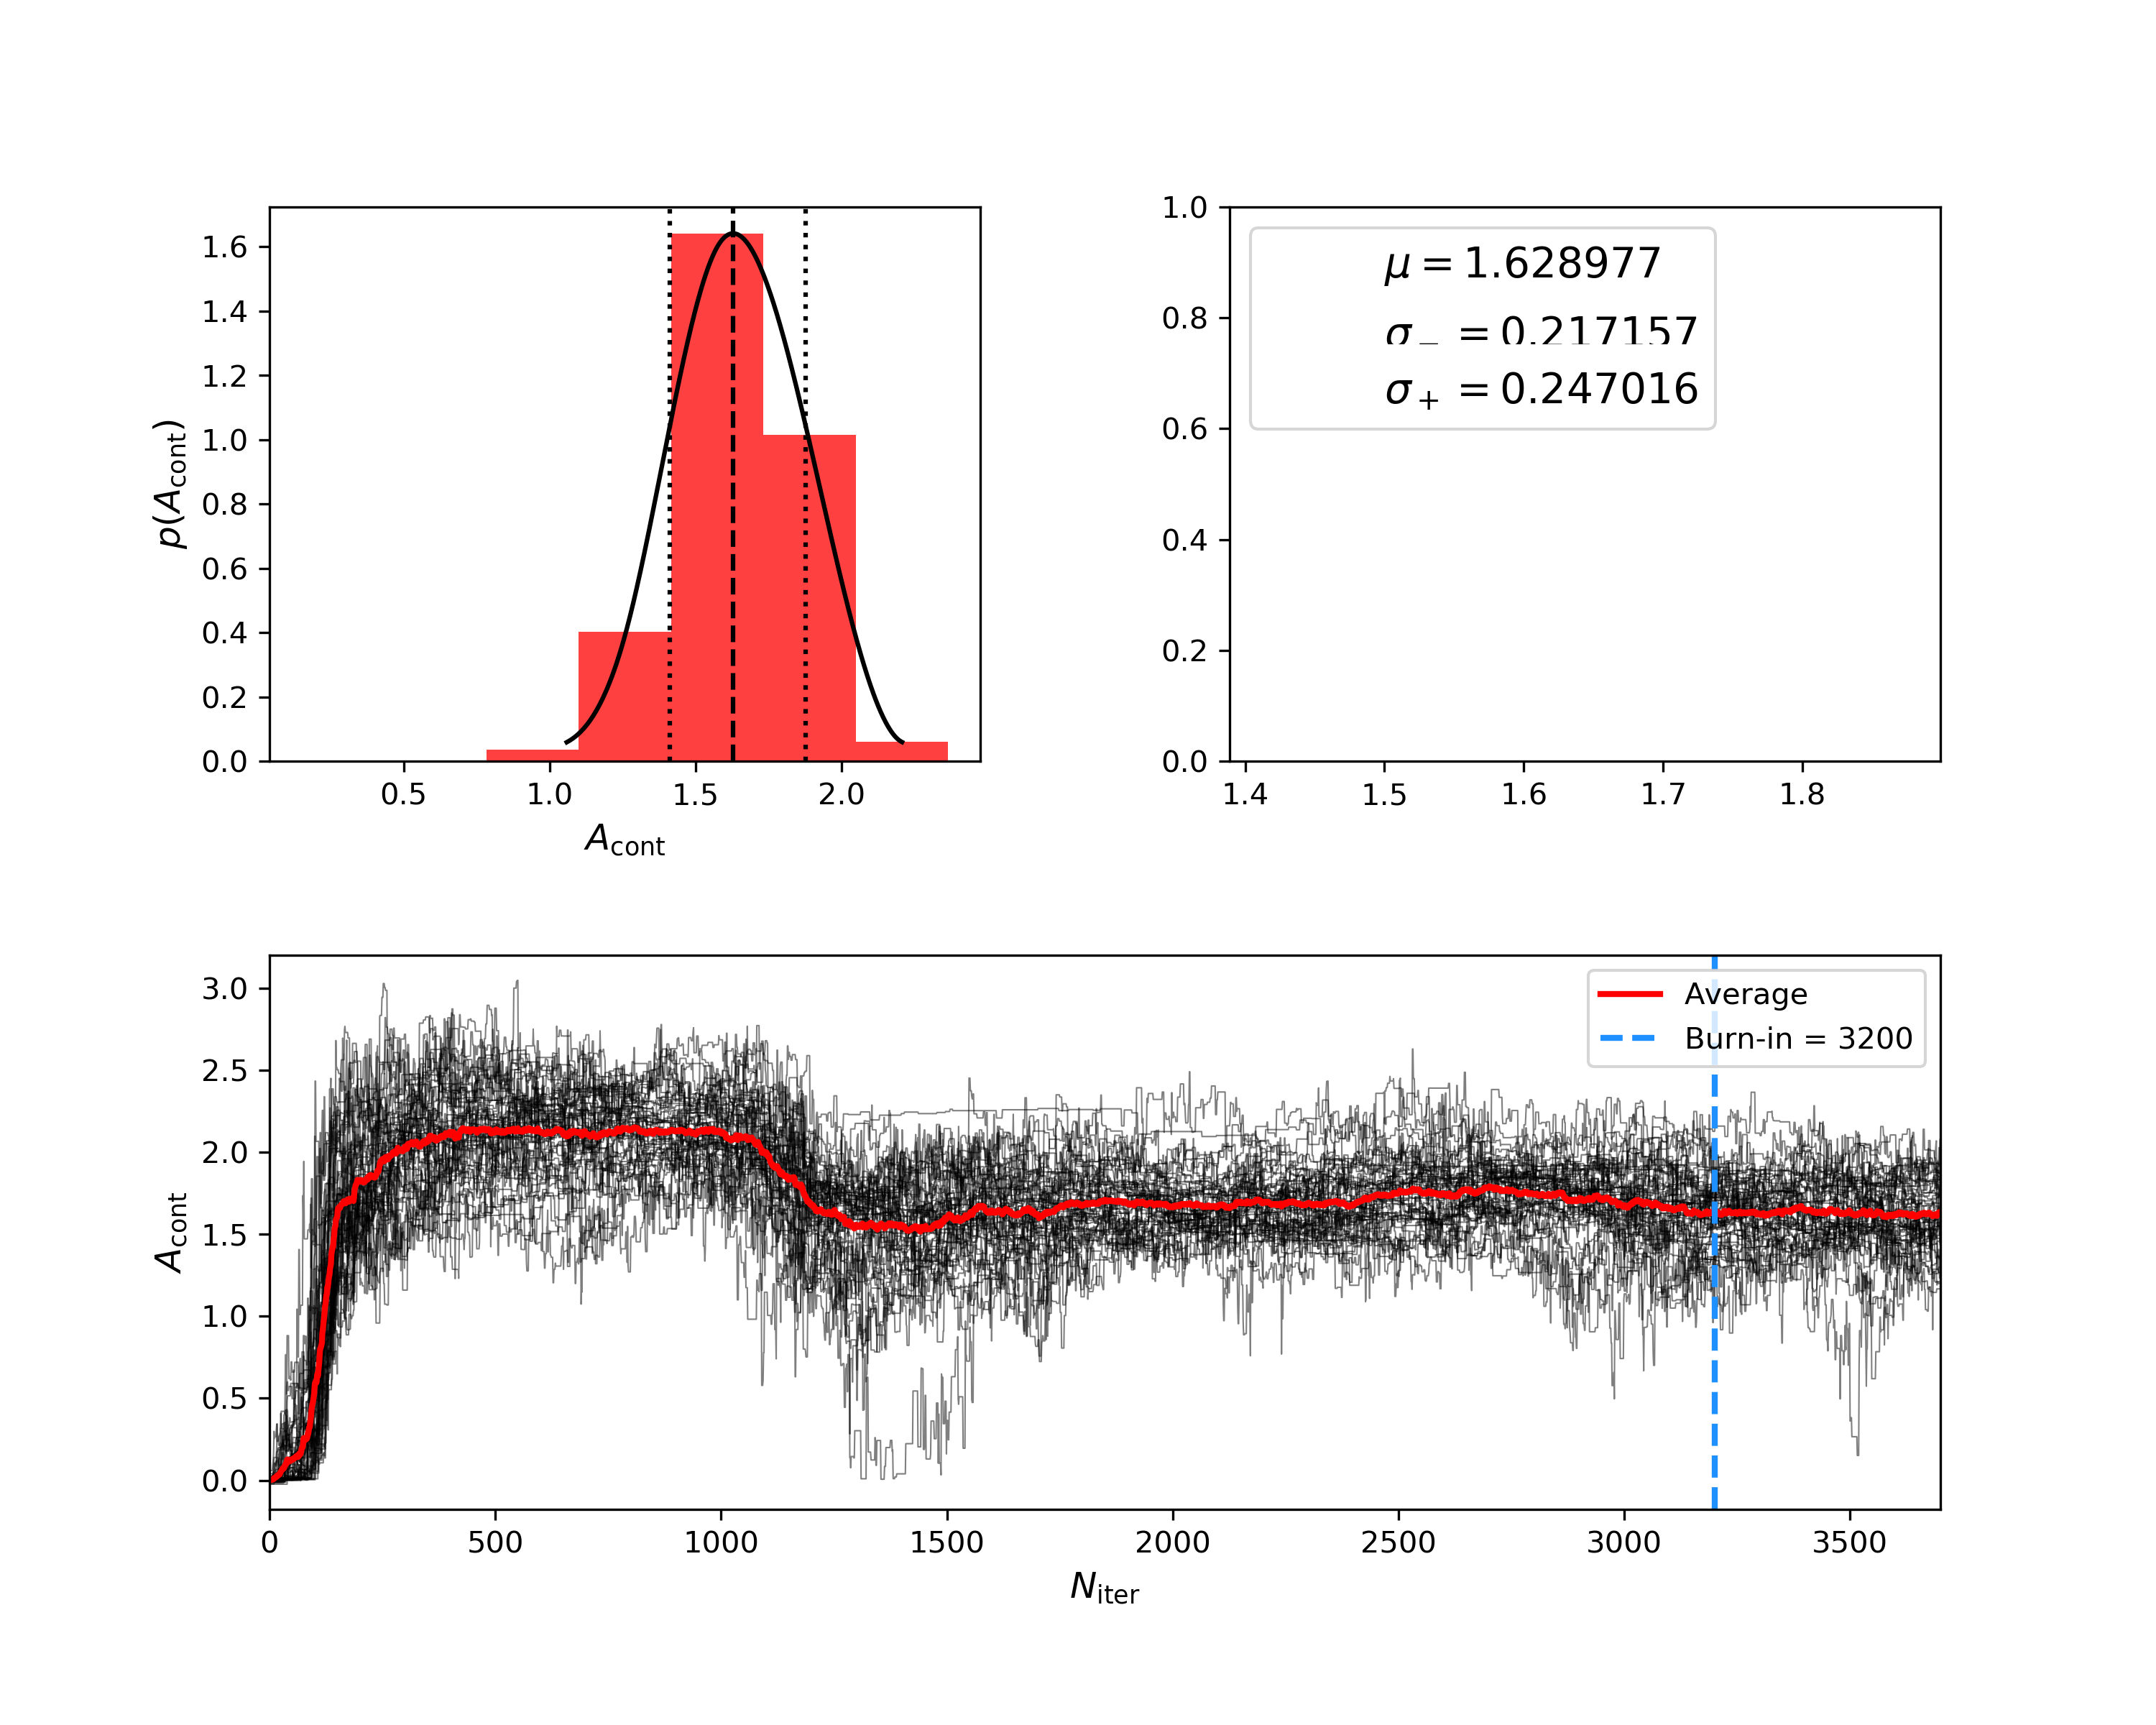 1.6
1.4
1.2
1.0
0.8
0.6
0.4
0.2
0.0
p(A_cont)
0.5 1.0 1.5 2.0
A_cont
1.0
0.8
0.6
0.4
0.2
0.0
μ = 1.628977
σ_− = 0.217157
σ_+ = 0.247016
1.4 1.5 1.6 1.7 1.8
3.0
2.5
2.0
1.5
1.0
0.5
0.0
A_cont
Average
Burn-in = 3200
0 500 1000 1500 2000 2500 3000 3500
N_iter